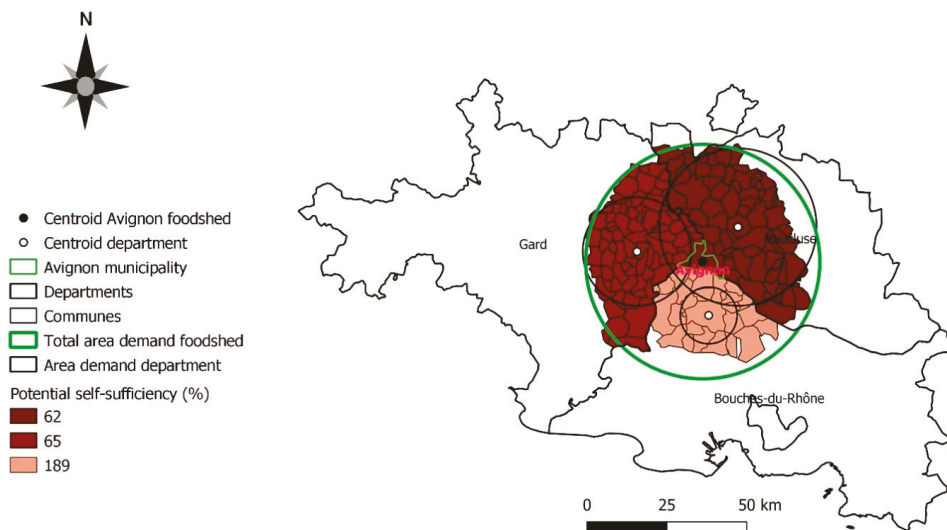 N
Centroid Avignon foodshed
Centroid department
Avignon municipality
Departments
Communes
Total area demand foodshed
Area demand department
Potential self-sufficiency (%)
62
65
189
Gard
Vaucluse
Avignon
Bouches-du-Rhône
0 25 50 km